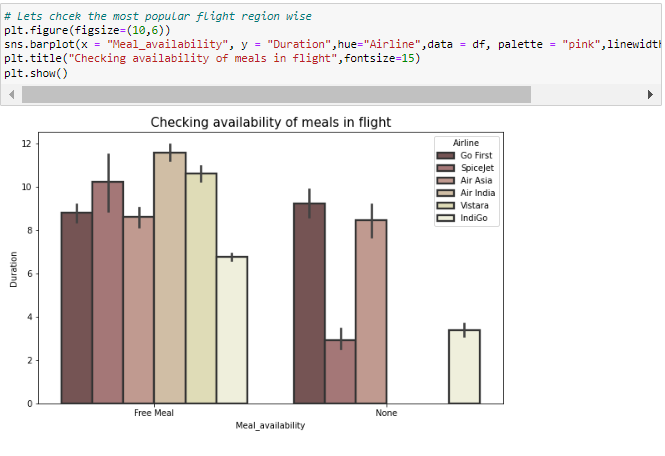 # Lets chcek the most popular flight region wise
plt.figure(figsize=(10,6))
sns.barplot(x = "Meal_availability", y = "Duration",hue="Airline",data = df, palette = "pink",linewidth
plt.title("Checking availability of meals in flight",fontsize=15)
plt.show()
Checking availability of meals in flight
Airline
Go First
SpiceJet
Air Asia
Air India
Vistara
IndiGo
12
10
8
6
4
2
0
Duration
Free Meal
None
Meal_availability